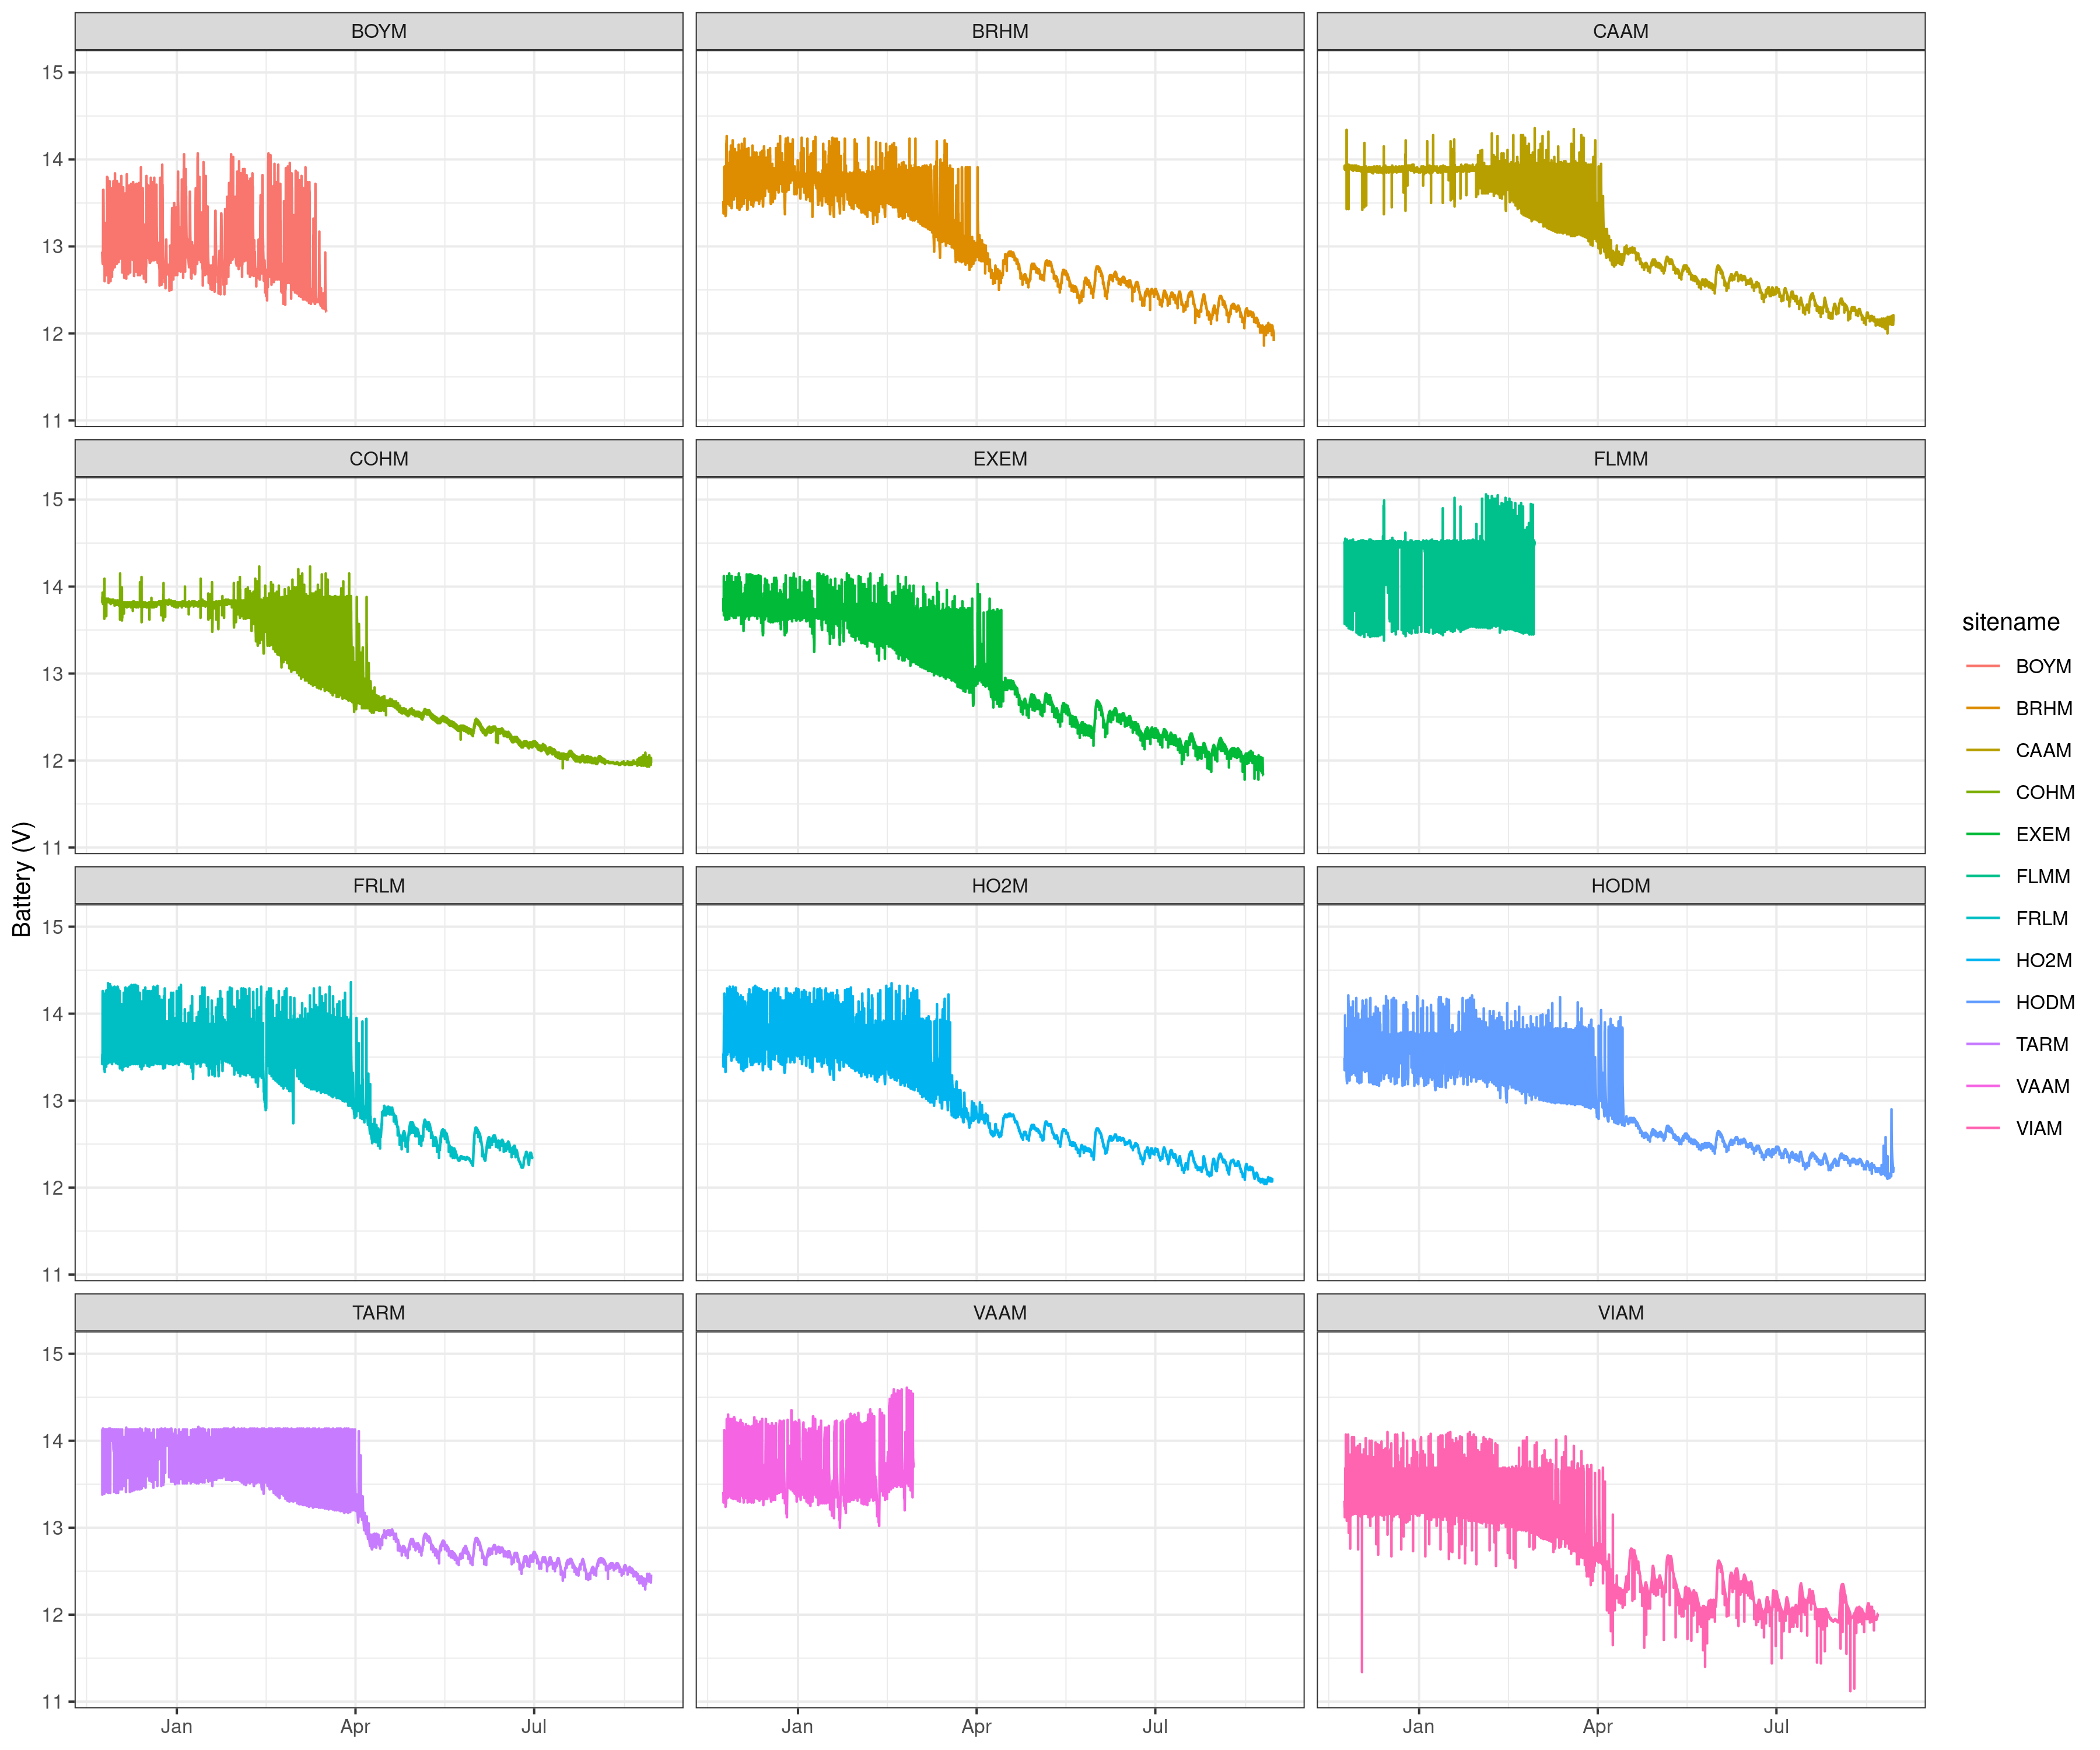 BOYM BRHM CAAM
15
14
13
12
11
COHM EXEM FLMM
15
14
13
12
11
FRLM HO2M HODM
15
14
13
12
11
TARM VAAM VIAM
15
14
13
12
11
Jan Apr Jul Jan Apr Jul Jan Apr Jul
Battery (V)
sitename
BOYM
BRHM
CAAM
COHM
EXEM
FLMM
FRLM
HO2M
HODM
TARM
VAAM
VIAM